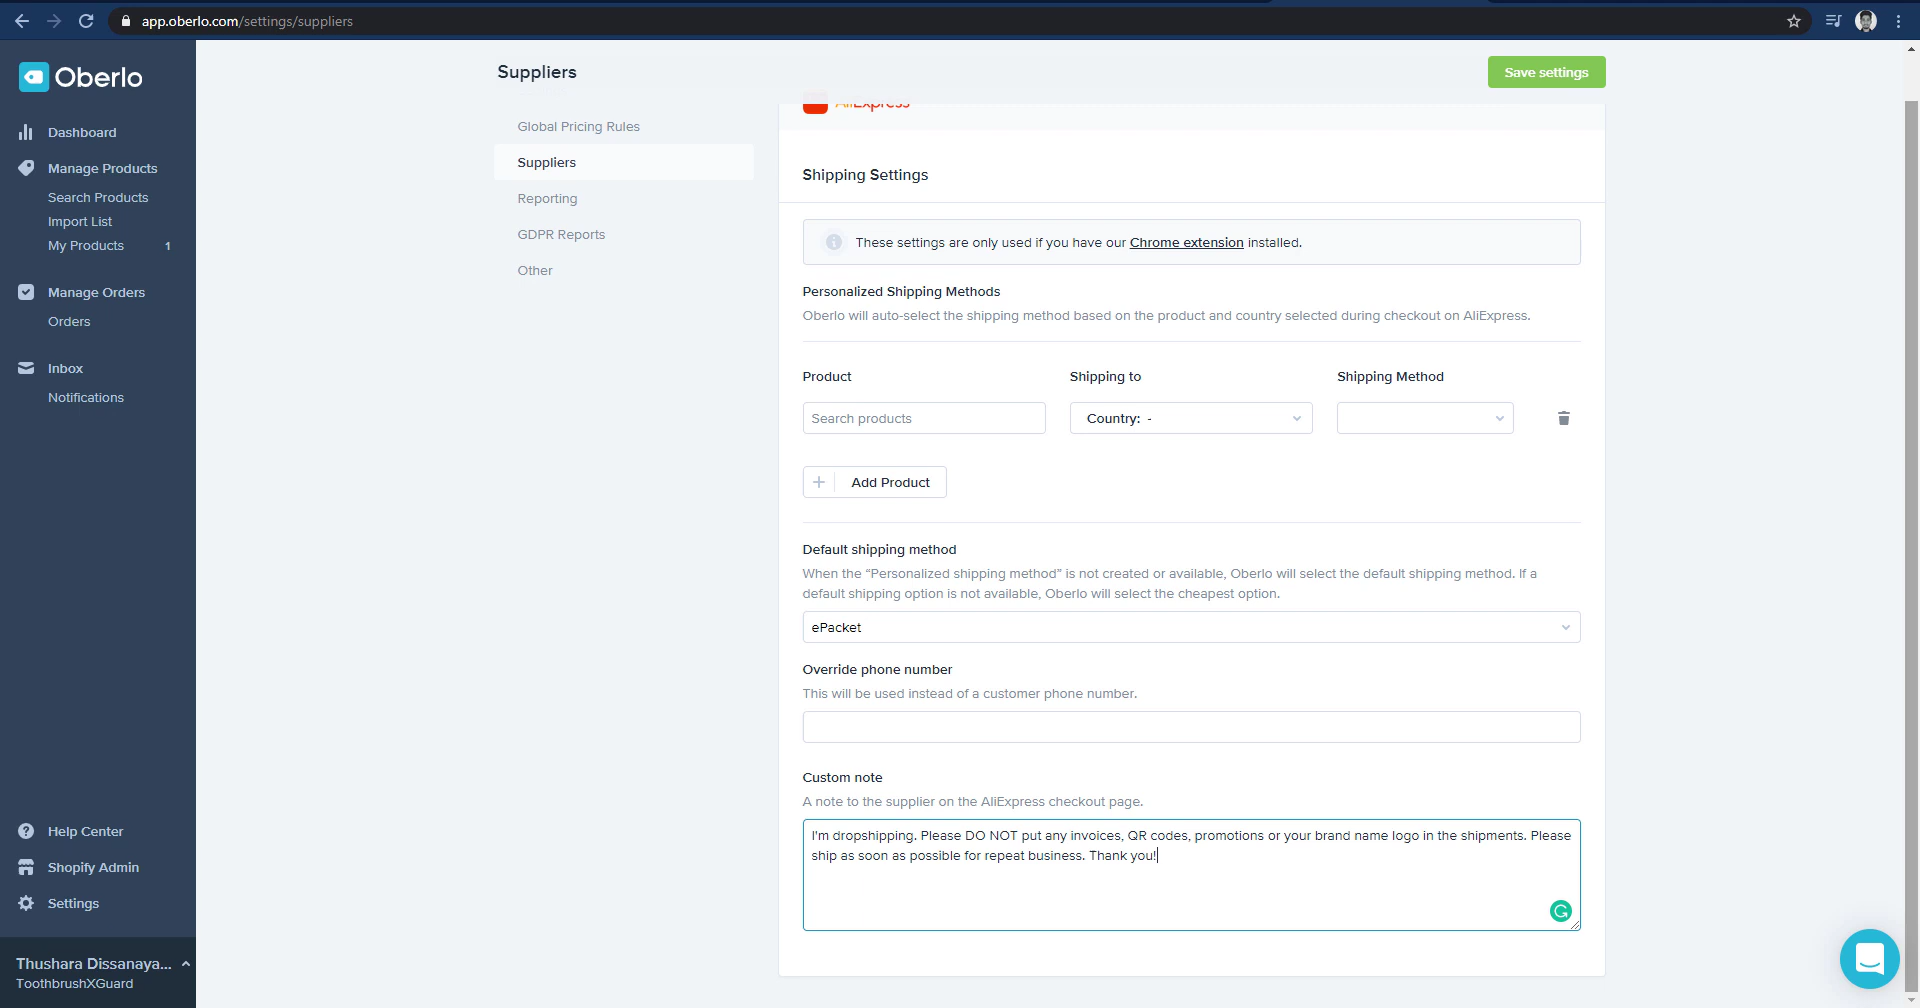 app.oberlo.com/settings/suppliers
Oberlo
Dashboard
Manage Products
Search Products
Import List
My Products 1
Manage Orders
Orders
Inbox
Notifications
Help Center
Shopify Admin
Settings
Thushara Dissanaya...
ToothbrushXGuard
Suppliers
Save settings
Global Pricing Rules
Suppliers
Reporting
GDPR Reports
Other
AliExpress
Shipping Settings
These settings are only used if you have our Chrome extension installed.
Personalized Shipping Methods
Oberlo will auto-select the shipping method based on the product and country selected during checkout on AliExpress.
Product Shipping to Shipping Method
Search products Country: -
Add Product
Default shipping method
When the “Personalized shipping method” is not created or available, Oberlo will select the default shipping method. If a
default shipping option is not available, Oberlo will select the cheapest option.
ePacket
Override phone number
This will be used instead of a customer phone number.
Custom note
A note to the supplier on the AliExpress checkout page.
I'm dropshipping. Please DO NOT put any invoices, QR codes, promotions or your brand name logo in the shipments. Please
ship as soon as possible for repeat business. Thank you!